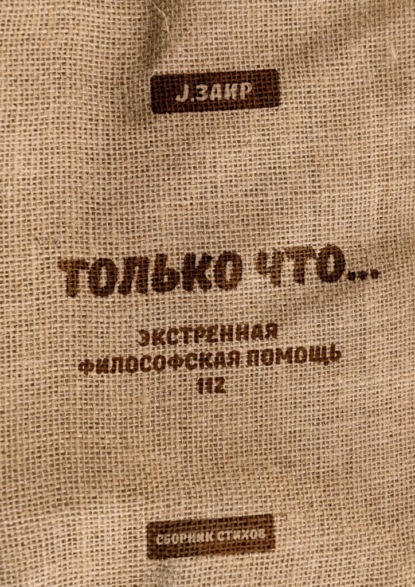 J.ЗАИР
ТОЛЬКО ЧТО...
ЭКСТРЕННАЯ
ФИЛОСОФСКАЯ ПОМОЩЬ
112
СБОРНИК СТИХОВ